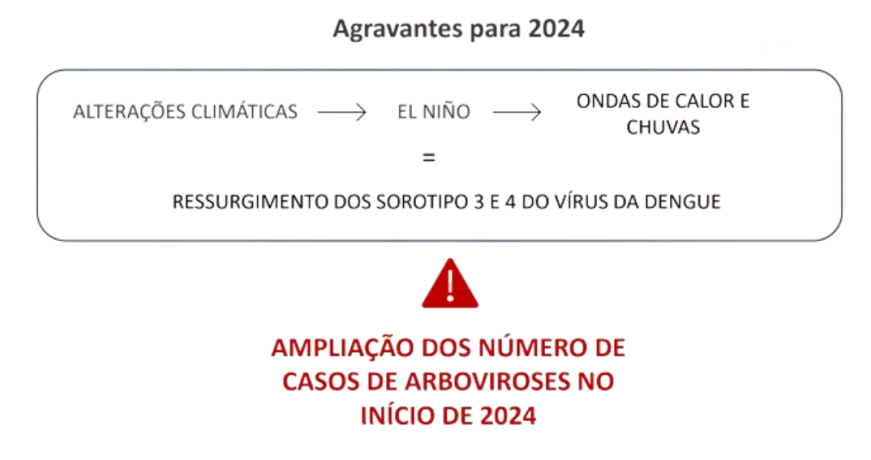 Agravantes para 2024
ALTERAÇÕES CLIMÁTICAS → EL NIÑO → ONDAS DE CALOR E
CHUVAS
=
RESSURGIMENTO DOS SOROTIPO 3 E 4 DO VÍRUS DA DENGUE
!
AMPLIAÇÃO DOS NÚMERO DE
CASOS DE ARBOVIROSES NO
INÍCIO DE 2024